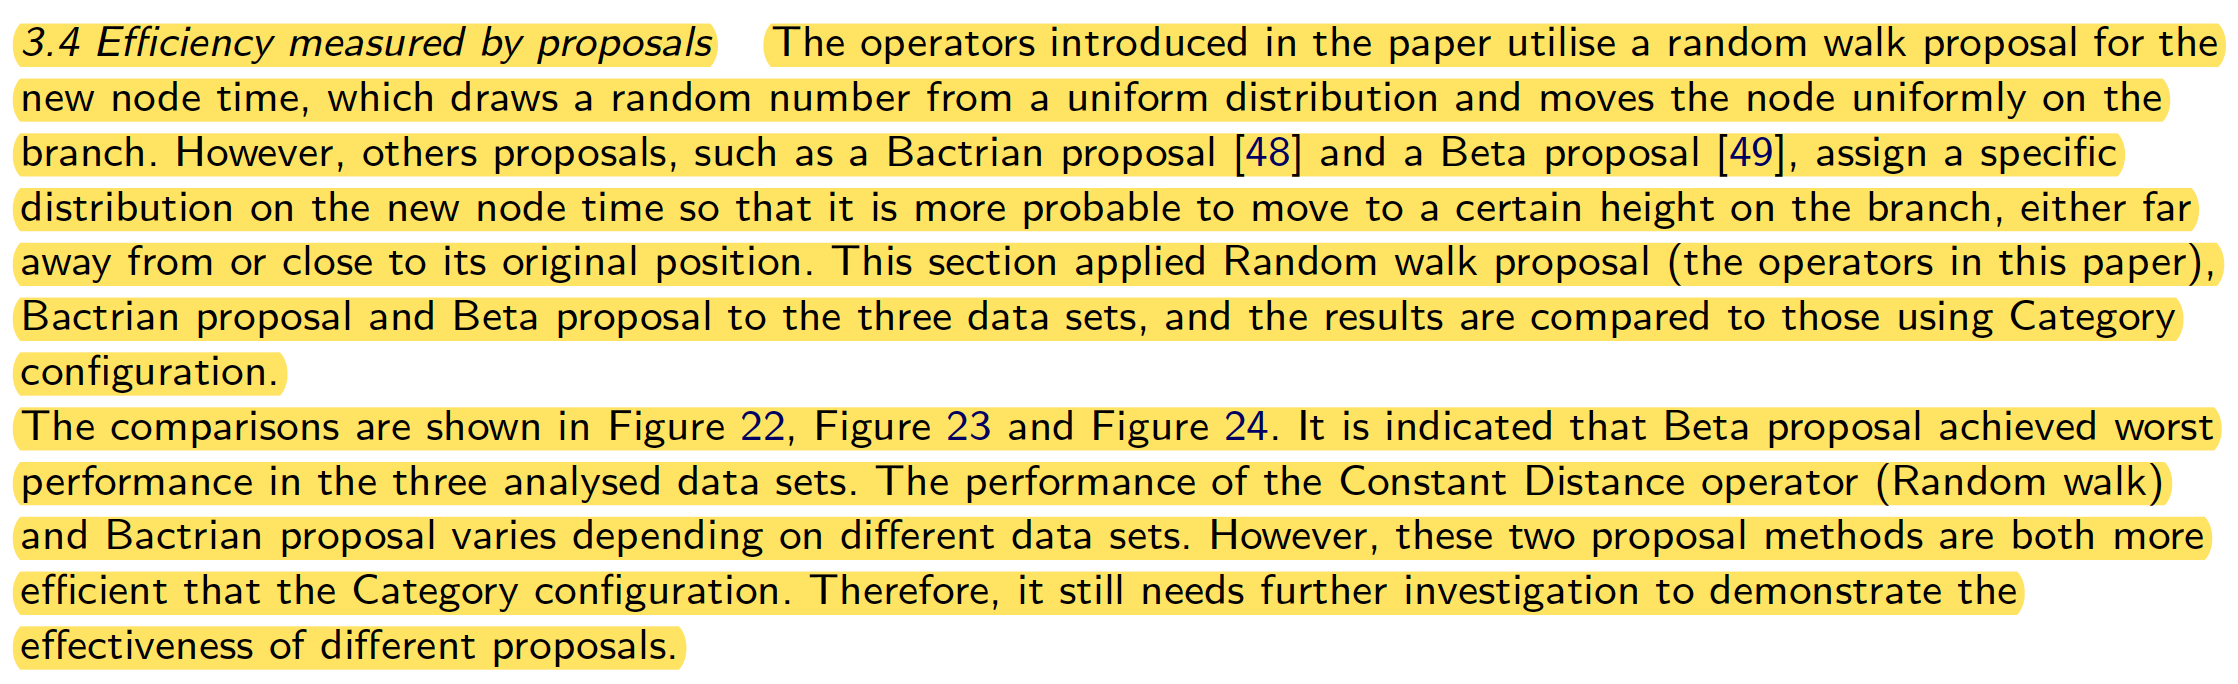 3.4 Efficiency measured by proposals The operators introduced in the paper utilise a random walk proposal for the
new node time, which draws a random number from a uniform distribution and moves the node uniformly on the
branch. However, others proposals, such as a Bactrian proposal [48] and a Beta proposal [49], assign a specific
distribution on the new node time so that it is more probable to move to a certain height on the branch, either far
away from or close to its original position. This section applied Random walk proposal (the operators in this paper),
Bactrian proposal and Beta proposal to the three data sets, and the results are compared to those using Category
configuration.
The comparisons are shown in Figure 22, Figure 23 and Figure 24. It is indicated that Beta proposal achieved worst
performance in the three analysed data sets. The performance of the Constant Distance operator (Random walk)
and Bactrian proposal varies depending on different data sets. However, these two proposal methods are both more
efficient that the Category configuration. Therefore, it still needs further investigation to demonstrate the
effectiveness of different proposals.